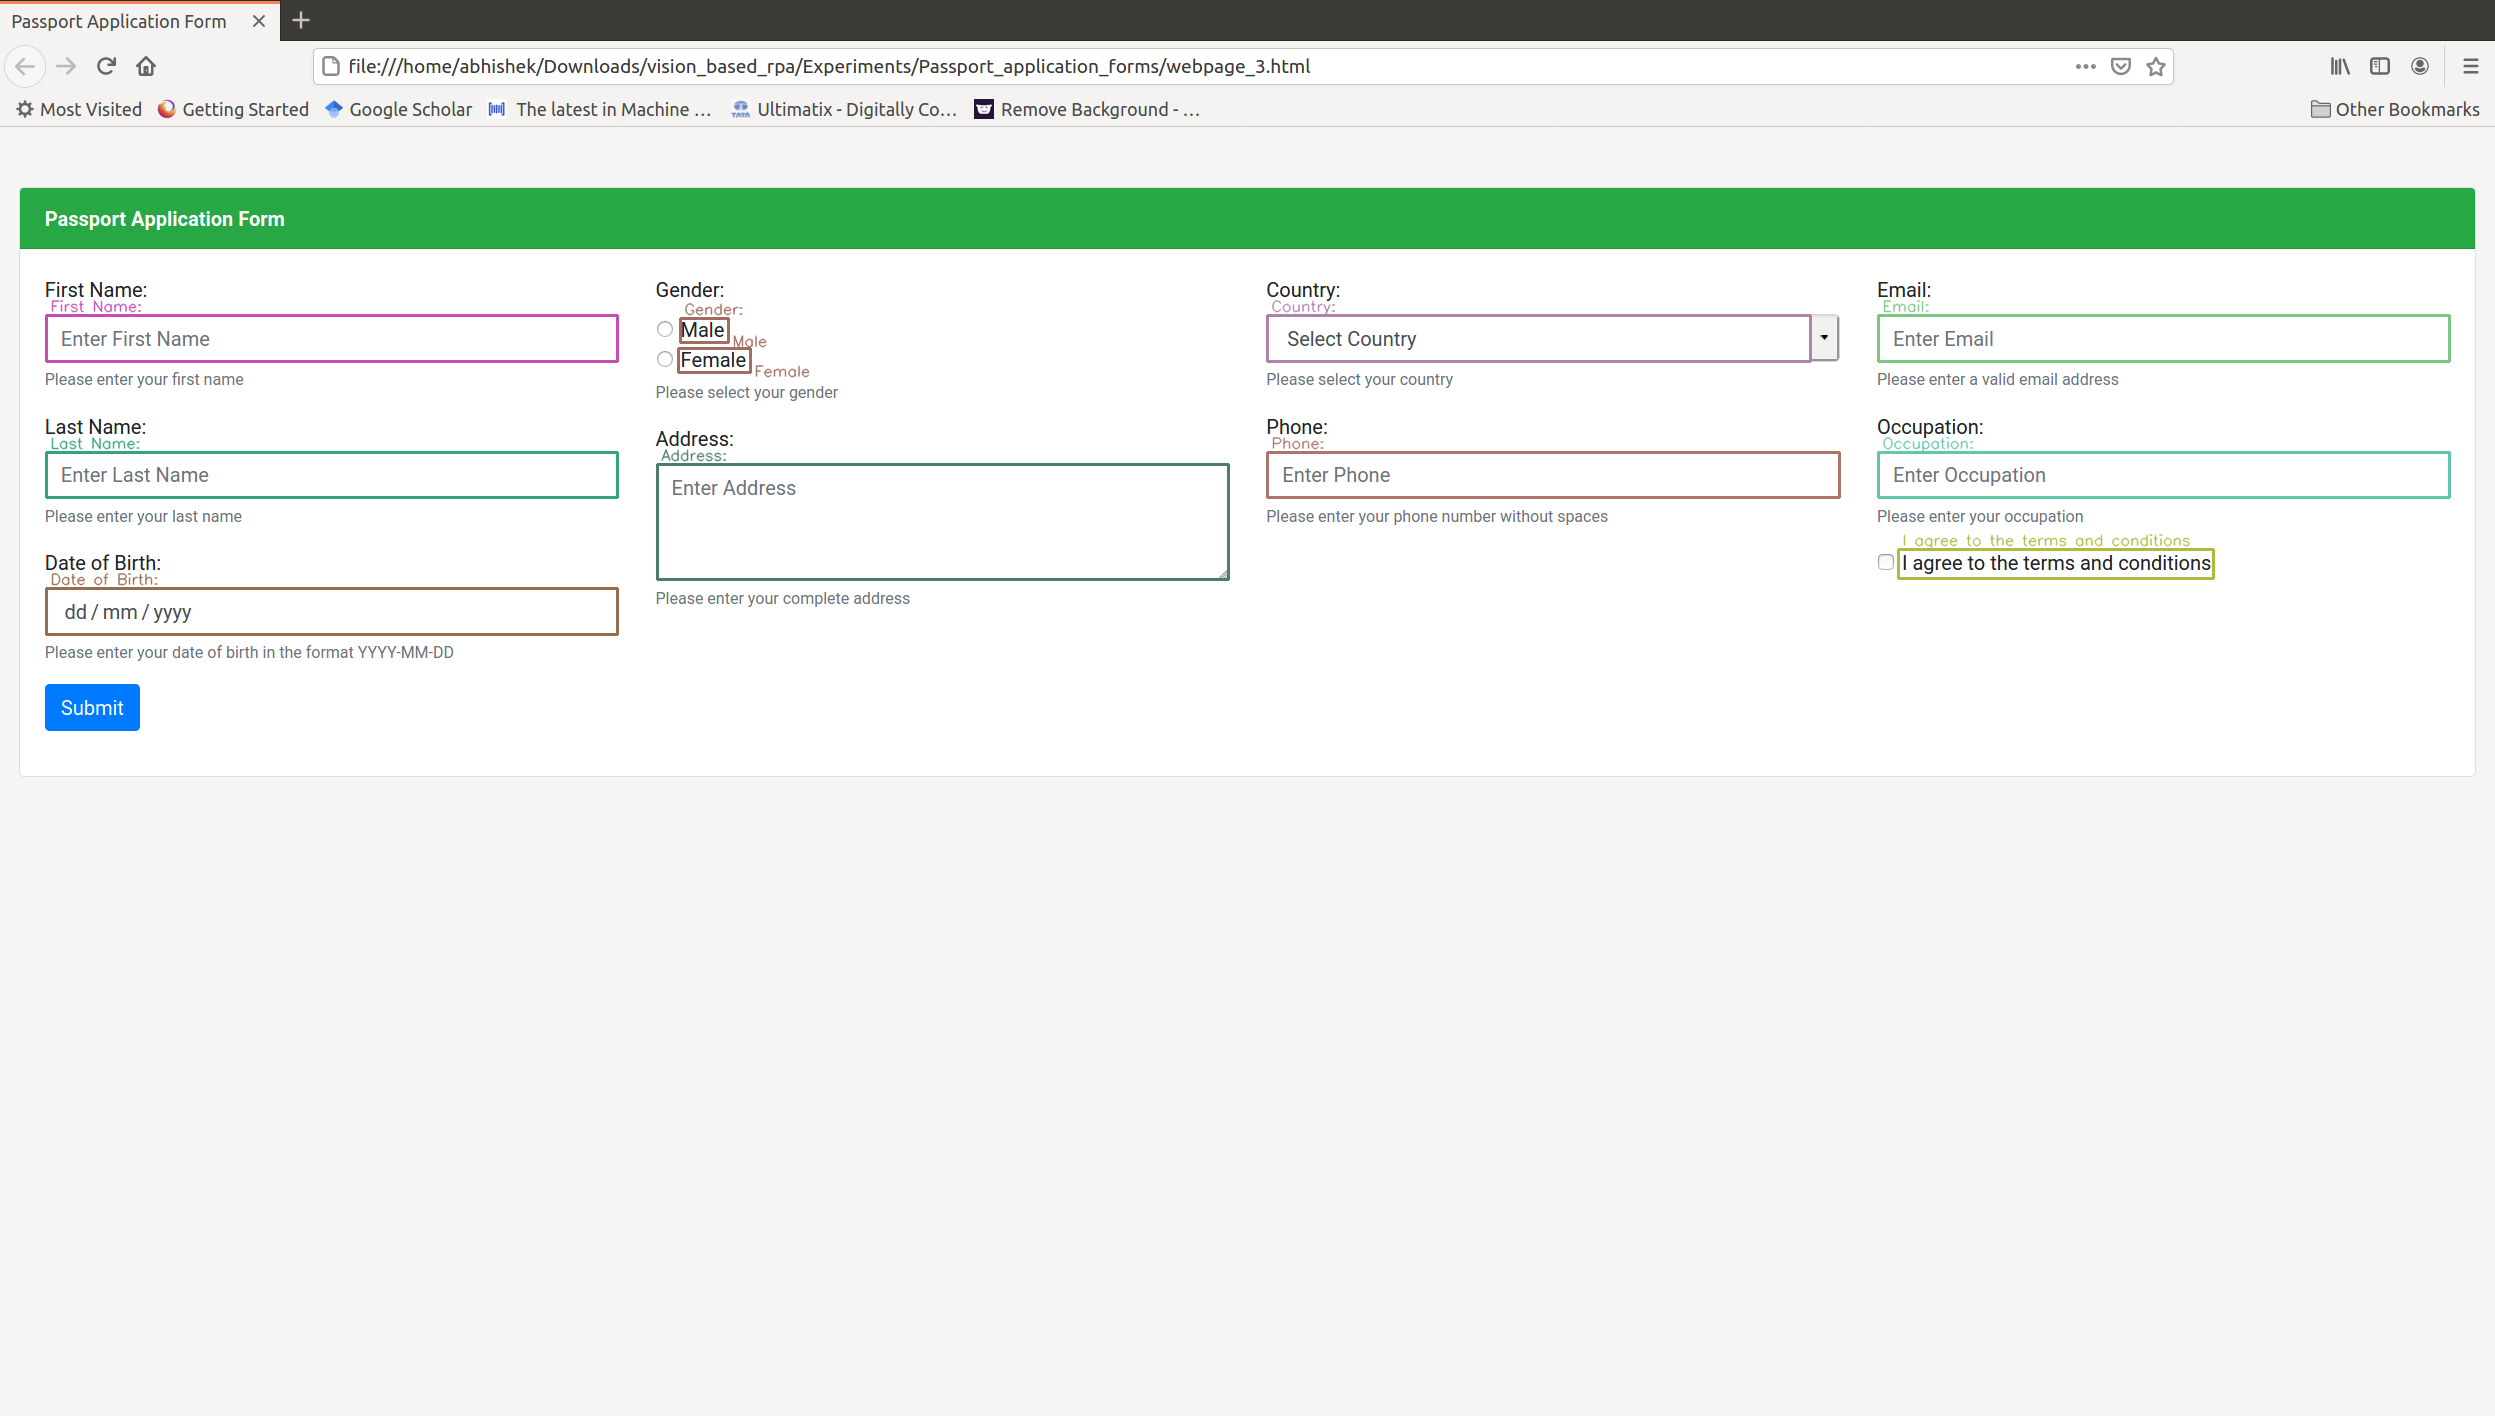 Passport Application Form
file:///home/abhishek/Downloads/vision_based_rpa/Experiments/Passport_application_forms/webpage_3.html
Most Visited Getting Started Google Scholar The latest in Machine … Ultimatix - Digitally Co… Remove Background - … Other Bookmarks
Passport Application Form
First Name:
First Name:
Enter First Name
Please enter your first name
Last Name:
Last Name:
Enter Last Name
Please enter your last name
Date of Birth:
Date of Birth:
dd / mm / yyyy
Please enter your date of birth in the format YYYY-MM-DD
Submit
Gender:
Gender:
Male
Male
Female
Female
Please select your gender
Address:
Address:
Enter Address
Please enter your complete address
Country:
Country:
Select Country
Please select your country
Phone:
Phone:
Enter Phone
Please enter your phone number without spaces
Email:
Email:
Enter Email
Please enter a valid email address
Occupation:
Occupation:
Enter Occupation
Please enter your occupation
I agree to the terms and conditions
I agree to the terms and conditions